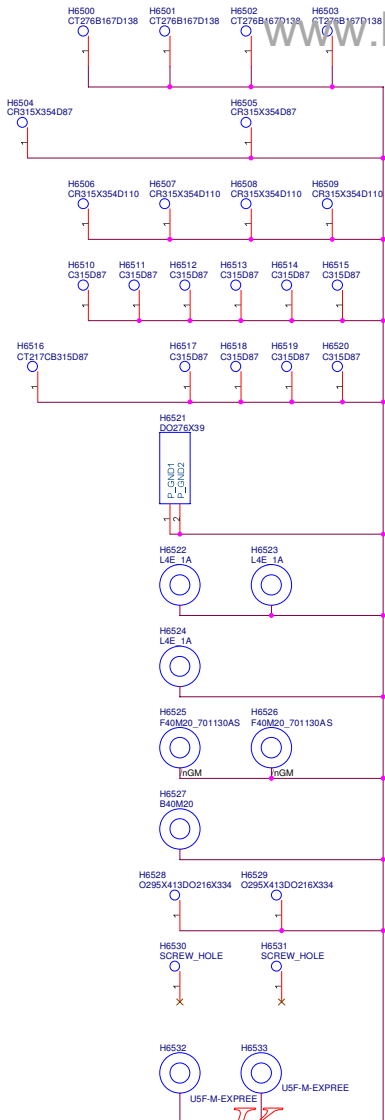 H6500 H6501 H6502 H6503
CT276B167D138 CT276B167D138 CT276B167D138 CT276B167D138
www.
1 1 1 1
H6504 H6505
CR315X354D87 CR315X354D87
1 1
H6506 H6507 H6508 H6509
CR315X354D110 CR315X354D110 CR315X354D110 CR315X354D110
1 1 1 1
H6510 H6511 H6512 H6513 H6514 H6515
C315D87 C315D87 C315D87 C315D87 C315D87 C315D87
1 1 1 1 1 1
H6516 H6517 H6518 H6519 H6520
CT217CB315D87 C315D87 C315D87 C315D87 C315D87
1 1 1 1 1
H6521
DO276X39
P_GND1
P_GND2
1 2
H6522 H6523
L4E_1A L4E_1A
H6524
L4E_1A
H6525 H6526
F40M20_701130AS F40M20_701130AS
/nGM /nGM
H6527
B40M20
H6528 H6529
O295X413DO216X334 O295X413DO216X334
1 1
H6530 H6531
SCREW_HOLE SCREW_HOLE
1 1
H6532 H6533
U5F-M-EXPREE
U5F-M-EXPREE